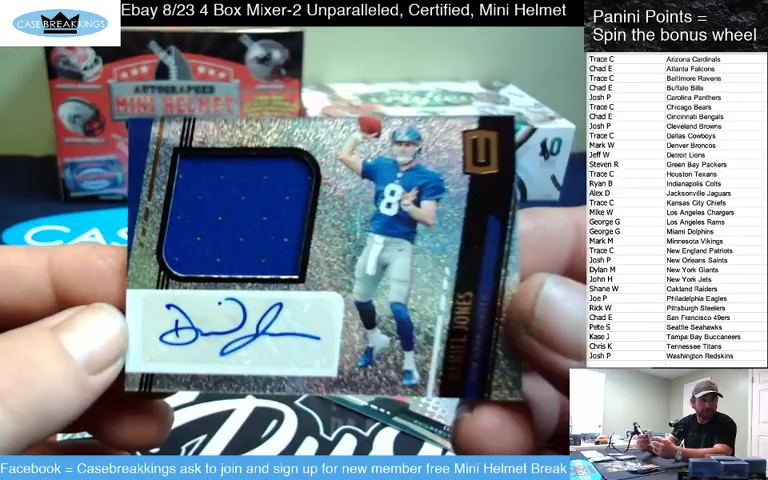 Ebay 8/23 4 Box Mixer-2 Unparalleled, Certified, Mini Helmet
CASEBREAKKINGS
Panini Points =
Spin the bonus wheel
Trace C Arizona Cardinals
Chad E Atlanta Falcons
Trace C Baltimore Ravens
Chad E Buffalo Bills
Josh P Carolina Panthers
Trace C Chicago Bears
Chad E Cincinnati Bengals
Josh P Cleveland Browns
Trace C Dallas Cowboys
Mark W Denver Broncos
Jeff W Detroit Lions
Steven R Green Bay Packers
Trace C Houston Texans
Ryan B Indianapolis Colts
Alex D Jacksonville Jaguars
Trace C Kansas City Chiefs
Mike W Los Angeles Chargers
George G Los Angeles Rams
George G Miami Dolphins
Mark M Minnesota Vikings
Trace C New England Patriots
Josh P New Orleans Saints
Dylan M New York Giants
John H New York Jets
Shane W Oakland Raiders
Joe P Philadelphia Eagles
Rick W Pittsburgh Steelers
Chad E San Francisco 49ers
Pete S Seattle Seahawks
Kase J Tampa Bay Buccaneers
Chris K Tennessee Titans
Josh P Washington Redskins
AUTOGRAPHED
MINI HELMET
U
8
DANIEL JONES
Facebook = Casebreakkings ask to join and sign up for new member free Mini Helmet Break